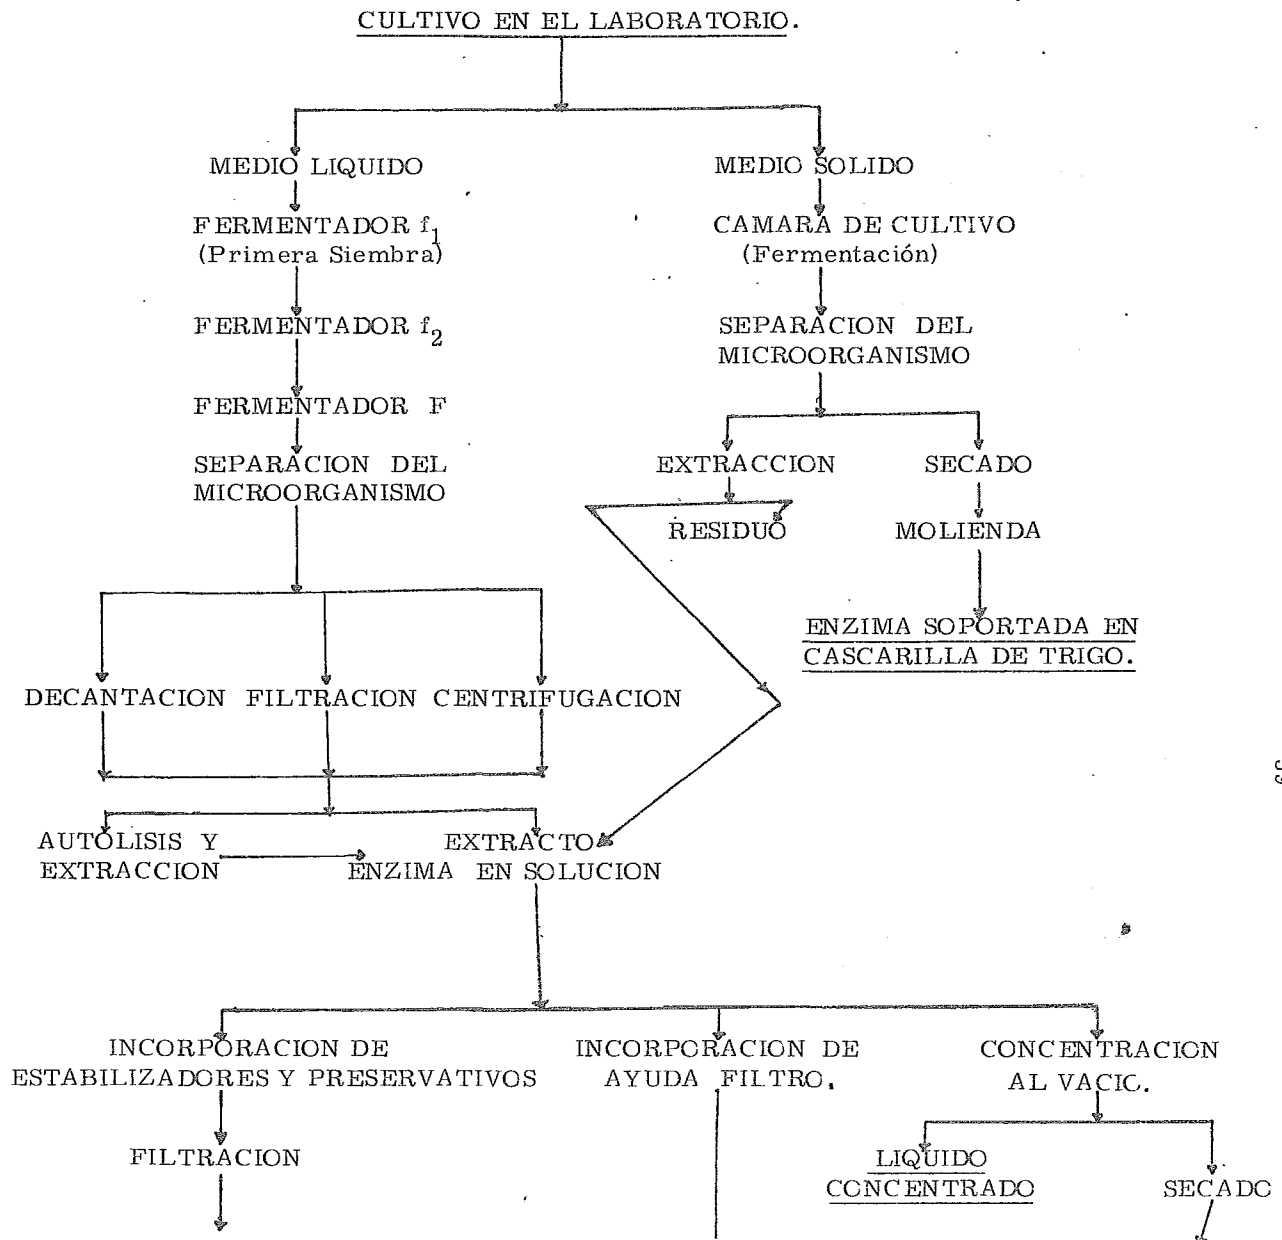 CULTIVO EN EL LABORATORIO.
MEDIO LIQUIDO
MEDIO SOLIDO
FERMENTADOR f1
(Primera Siembra)
CAMARA DE CULTIVO
(Fermentación)
FERMENTADOR f2
SEPARACION DEL
MICROORGANISMO
FERMENTADOR F
SEPARACION DEL
MICROORGANISMO
EXTRACCION
SECADO
RESIDUO
MOLIENDA
ENZIMA SOPORTADA EN
CASCARILLA DE TRIGO.
DECANTACION FILTRACION CENTRIFUGACION
39
AUTOLISIS Y
EXTRACCION
EXTRACTO
ENZIMA EN SOLUCION
INCORPORACION DE
ESTABILIZADORES Y PRESERVATIVOS
INCORPORACION DE
AYUDA FILTRO.
CONCENTRACION
AL VACIO.
FILTRACION
LIQUIDO
CONCENTRADO
SECADO